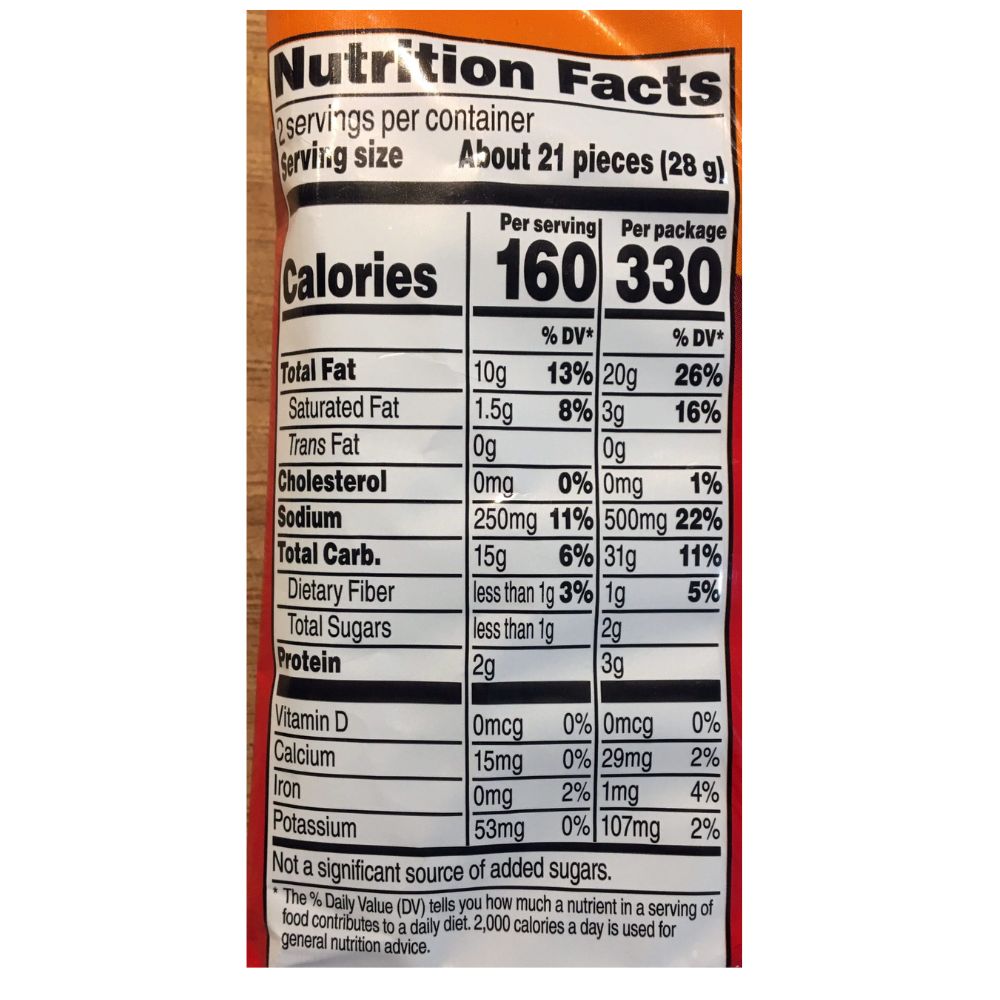 Nutrition Facts
2 servings per container
Serving size About 21 pieces (28 g)
Per serving Per package
Calories 160 330
% DV* % DV*
Total Fat 10g 13% 20g 26%
Saturated Fat 1.5g 8% 3g 16%
Trans Fat 0g 0g
Cholesterol 0mg 0% 0mg 1%
Sodium 250mg 11% 500mg 22%
Total Carb. 15g 6% 31g 11%
Dietary Fiber less than 1g 3% 1g 5%
Total Sugars less than 1g 2g
Protein 2g 3g
Vitamin D 0mcg 0% 0mcg 0%
Calcium 15mg 0% 29mg 2%
Iron 0mg 2% 1mg 4%
Potassium 53mg 0% 107mg 2%
Not a significant source of added sugars.
* The % Daily Value (DV) tells you how much a nutrient in a serving of
food contributes to a daily diet. 2,000 calories a day is used for
general nutrition advice.